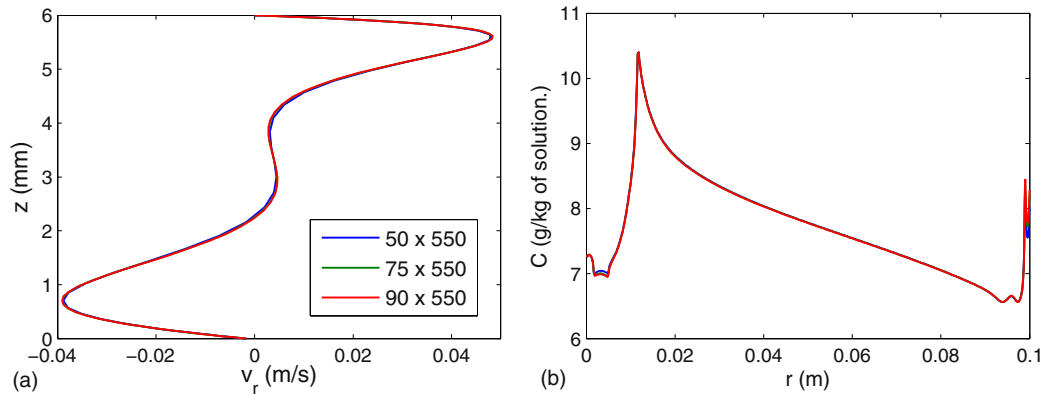 6
5
4
3
2
1
0
z (mm)
−0.04
−0.02
0
0.02
0.04
v_r (m/s)
(a)
50 x 550
75 x 550
90 x 550
11
10
9
8
7
6
C (g/kg of solution.)
0
0.02
0.04
0.06
0.08
0.1
r (m)
(b)